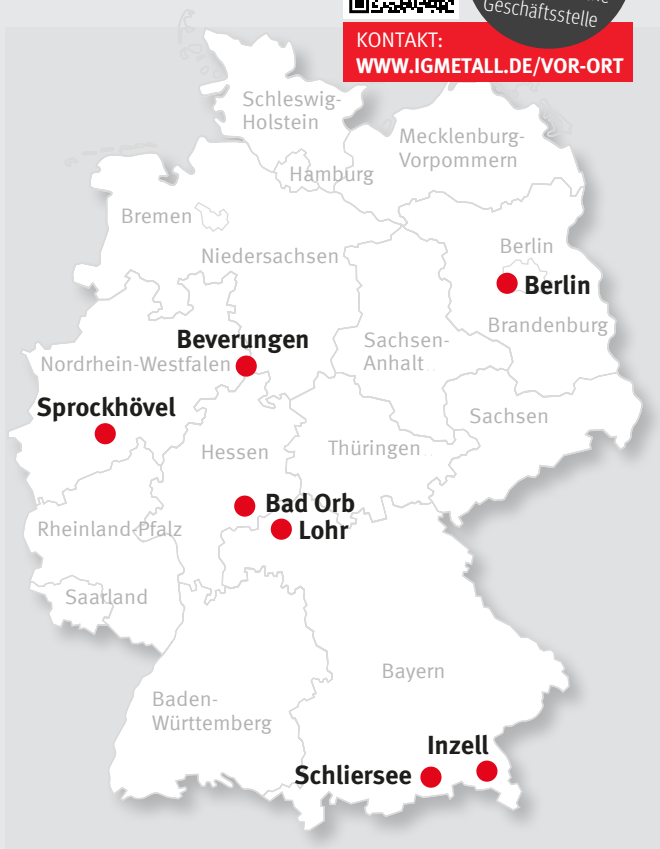 Geschäftsstelle
KONTAKT:
WWW.IGMETALL.DE/VOR-ORT
Schleswig-
Holstein
Mecklenburg-
Vorpommern
Hamburg
Bremen
Niedersachsen
Berlin
Berlin
Brandenburg
Beverungen
Nordrhein-Westfalen
Sachsen-
Anhalt
Sprockhövel
Sachsen
Hessen
Thüringen
Bad Orb
Lohr
Rheinland-Pfalz
Saarland
Bayern
Baden-
Württemberg
Inzell
Schliersee